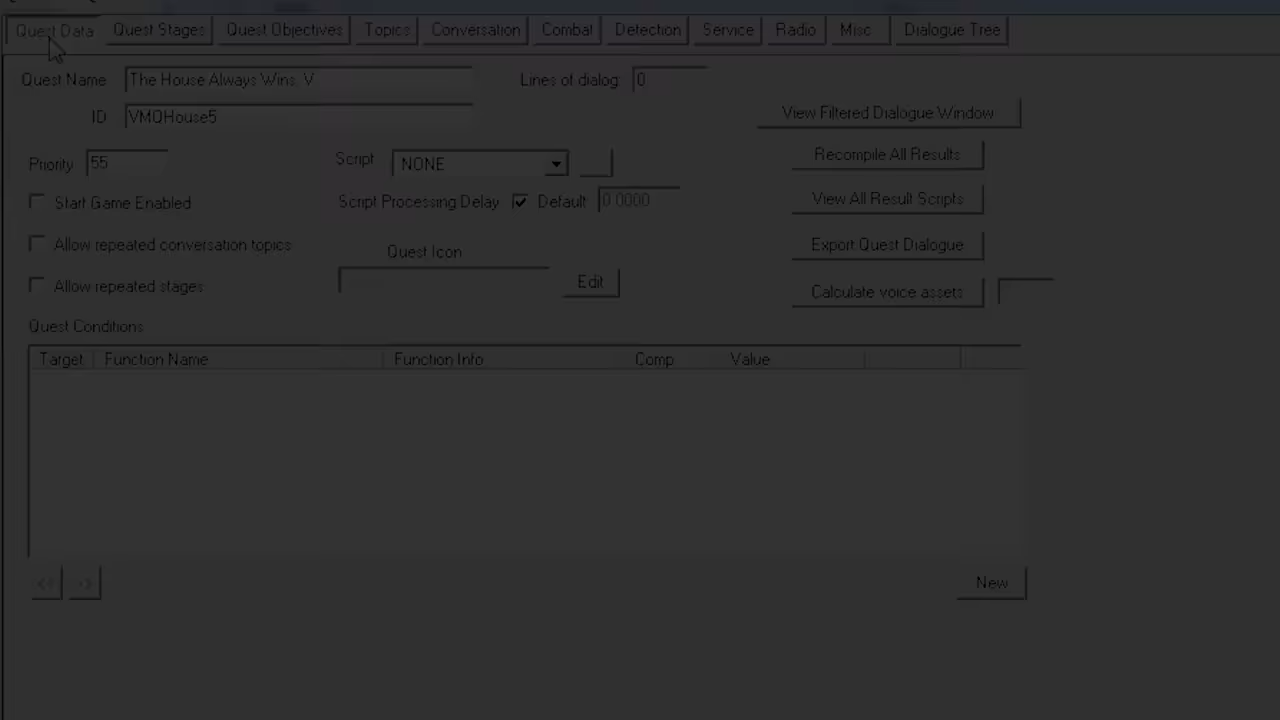 Quest Data Quest Stages Quest Objectives Topics Conversation Combat Detection Service Radio Misc Dialogue Tree
Quest Name The House Always Wins, V Lines of dialog: 0
ID VMQHouse5 View Filtered Dialogue Window
Priority 55 Script NONE Recompile All Results
Start Game Enabled Script Processing Delay Default 0.0000 View All Result Scripts
Allow repeated conversation topics Quest Icon Export Quest Dialogue
Allow repeated stages Edit Calculate voice assets
Quest Conditions
Target Function Name Function Info Comp Value
<< >> New